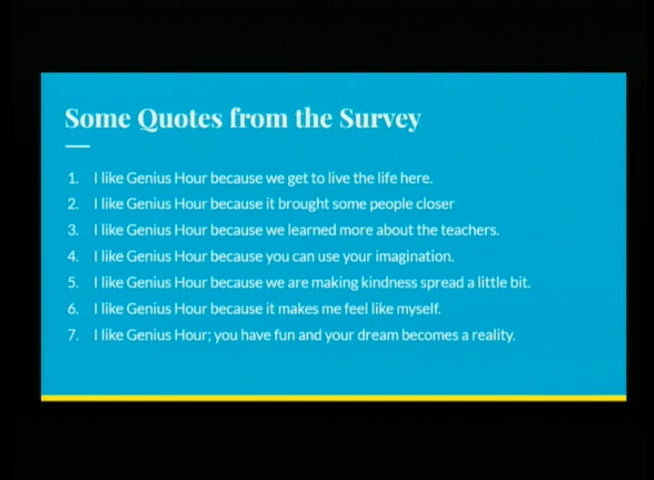 Some Quotes from the Survey
1. I like Genius Hour because we get to live the life here.
2. I like Genius Hour because it brought some people closer
3. I like Genius Hour because we learned more about the teachers.
4. I like Genius Hour because you can use your imagination.
5. I like Genius Hour because we are making kindness spread a little bit.
6. I like Genius Hour because it makes me feel like myself.
7. I like Genius Hour; you have fun and your dream becomes a reality.